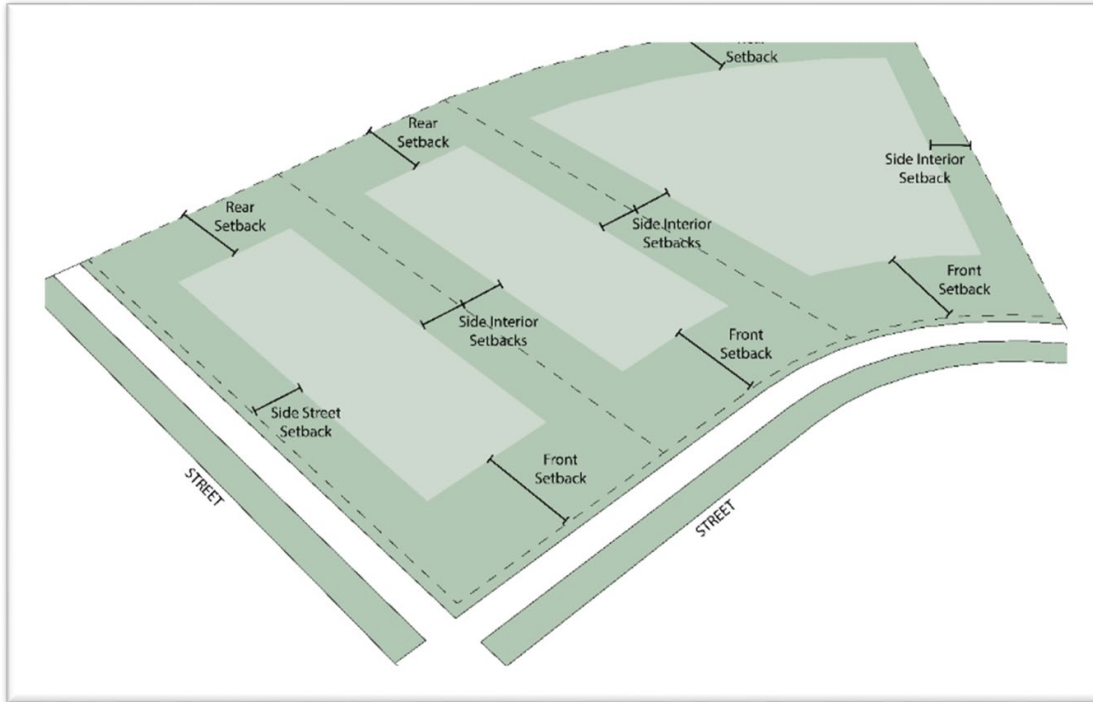 Setback
Rear
Setback
Side Interior
Setback
Rear
Setback
Side Interior
Setbacks
Front
Setback
Side Interior
Setbacks
Front
Setback
Side Street
Setback
Front
Setback
STREET
STREET